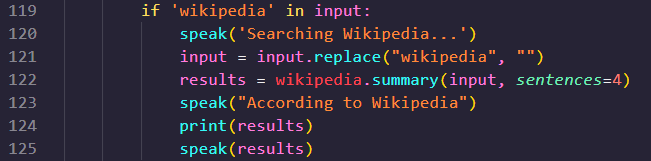 119 if 'wikipedia' in input:
120 speak('Searching Wikipedia...')
121 input = input.replace("wikipedia", "")
122 results = wikipedia.summary(input, sentences=4)
123 speak("According to Wikipedia")
124 print(results)
125 speak(results)